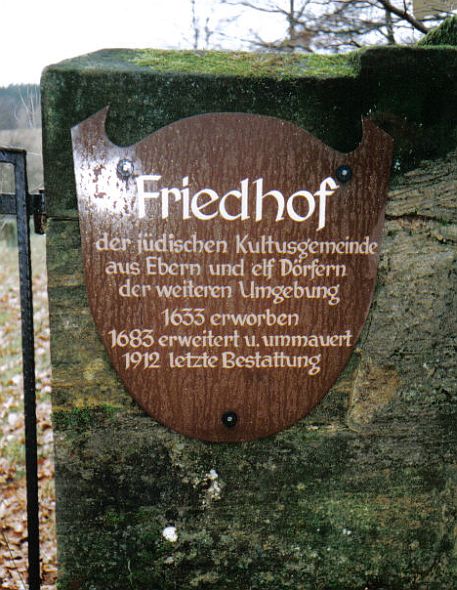 Friedhof
der jüdischen Kultusgemeinde
aus Ebern und elf Dörfern
der weiteren Umgebung
1633 erworben
1683 erweitert u. ummauert
1912 letzte Bestattung